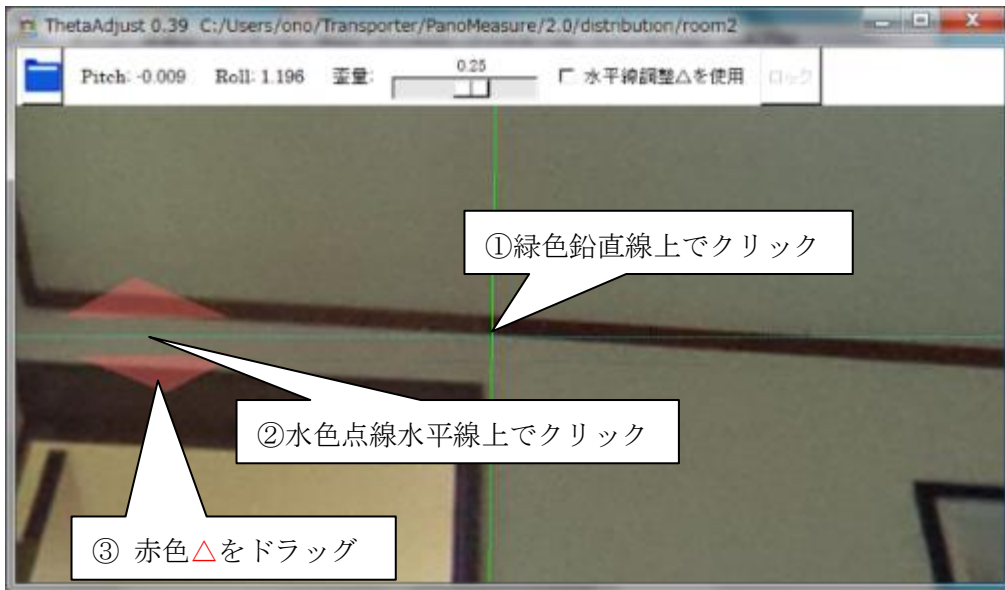 ThetaAdjust 0.39 C:/Users/ono/Transporter/PanoMeasure/2.0/distribution/room2
Pitch: -0.009 Roll: 1.196 歪量: 0.25 水平線調整△を使用 ロック
①緑色鉛直線上でクリック
②水色点線水平線上でクリック
③ 赤色△をドラッグ